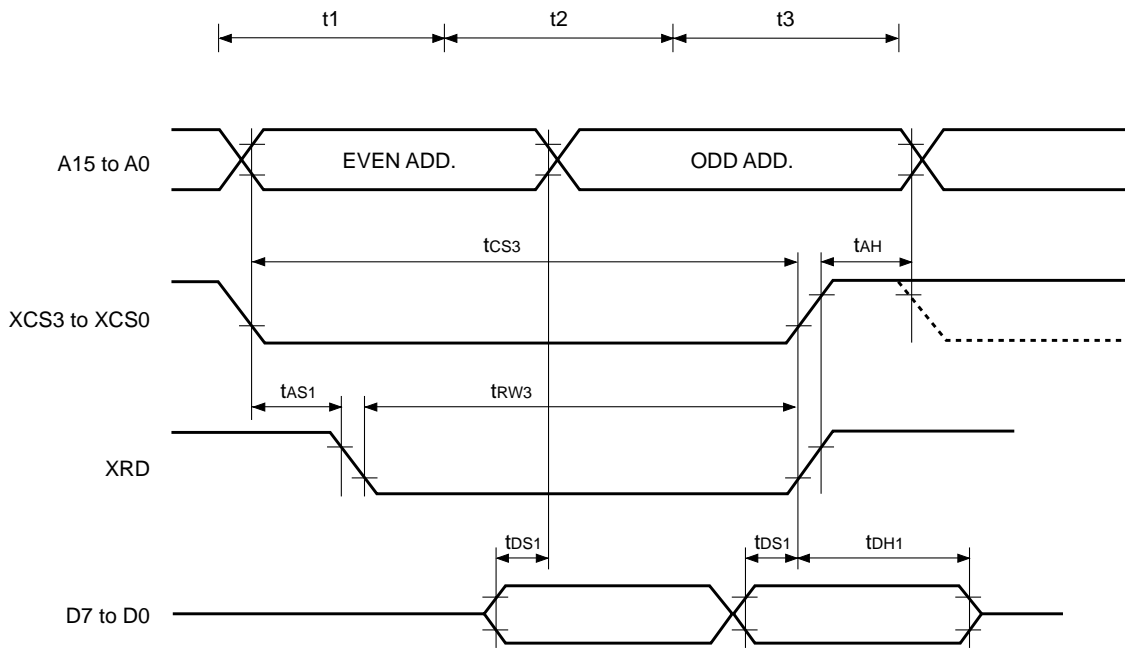 t1 t2 t3
A15 to A0 EVEN ADD. ODD ADD.
tCS3 tAH
XCS3 to XCS0
tAS1 tRW3
XRD
tDS1 tDS1 tDH1
D7 to D0